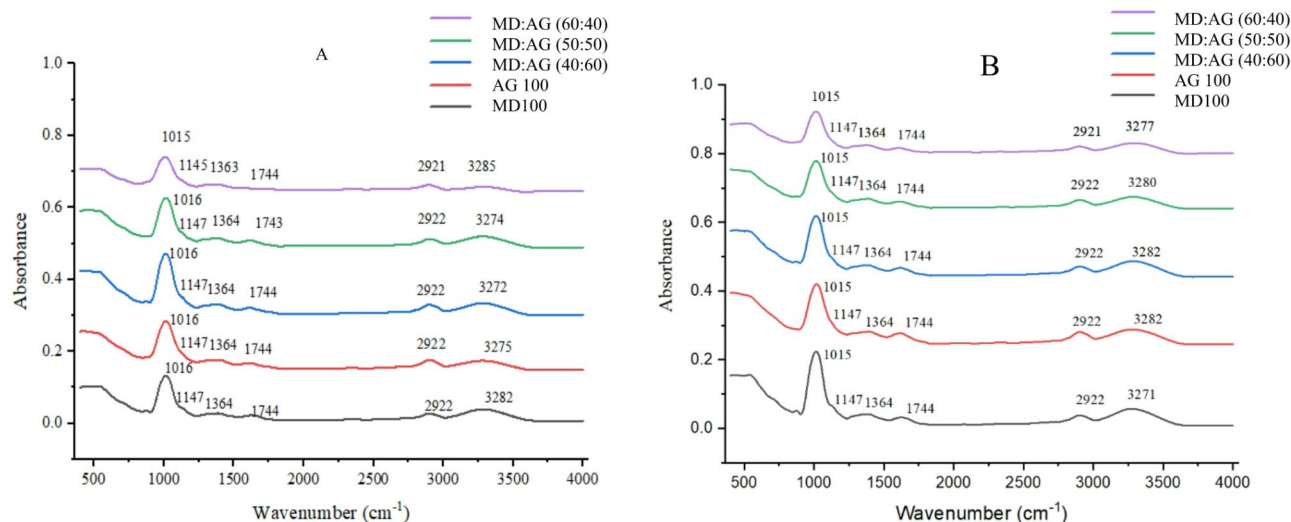 A
MD:AG (60:40)
MD:AG (50:50)
MD:AG (40:60)
AG 100
MD100
1.0
0.8
0.6
0.4
0.2
0.0
Absorbance
1015
1145 1363 1744 2921 3285
1016
1147 1364 1743 2922 3274
1016
1147 1364 1744 2922 3272
1016
1147 1364 1744 2922 3275
1016
1147 1364 1744 2922 3282
500 1000 1500 2000 2500 3000 3500 4000
Wavenumber (cm⁻¹)
B
MD:AG (60:40)
MD:AG (50:50)
MD:AG (40:60)
AG 100
MD100
1.0
0.8
0.6
0.4
0.2
0.0
Absorbance
1015
1147 1364 1744 2921 3277
1015
1147 1364 1744 2922 3280
1015
1147 1364 1744 2922 3282
1015
1147 1364 1744 2922 3282
1015
1147 1364 1744 2922 3271
500 1000 1500 2000 2500 3000 3500 4000
Wavenumber (cm⁻¹)